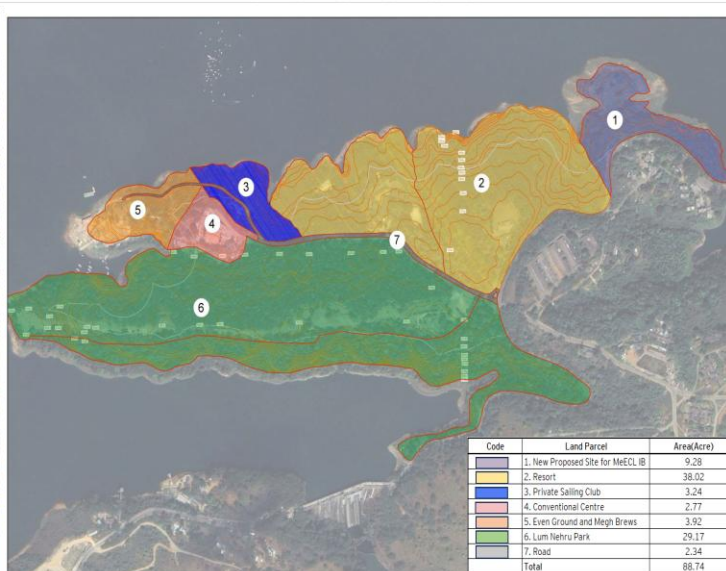 1
2
3
4
5
6
7
Code Land Parcel Area(Acre)
1. New Proposed Site for MeECL IB 9.28
2. Resort 38.02
3. Private Sailing Club 3.24
4. Conventional Centre 2.77
5. Even Ground and Megh Brews 3.92
6. Lum Nehru Park 29.17
7. Road 2.34
Total 88.74